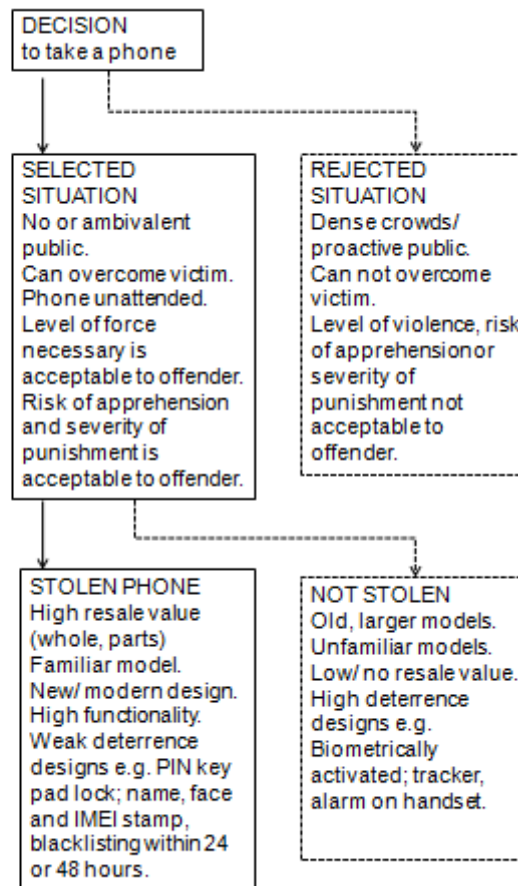 DECISION
to take a phone
SELECTED
SITUATION
No or ambivalent
public.
Can overcome victim.
Phone unattended.
Level of force
necessary is
acceptable to offender.
Risk of apprehension
and severity of
punishment is
acceptable to offender.
REJECTED
SITUATION
Dense crowds/
proactive public.
Can not overcome
victim.
Level of violence, risk
of apprehension or
severity of
punishment not
acceptable to
offender.
STOLEN PHONE
High resale value
(whole, parts)
Familiar model.
New/ modern design.
High functionality.
Weak deterrence
designs e.g. PIN key
pad lock; name, face
and IMEI stamp,
blacklisting within 24
or 48 hours.
NOT STOLEN
Old, larger models.
Unfamiliar models.
Low/ no resale value.
High deterrence
designs e.g.
Biometrically
activated; tracker,
alarm on handset.